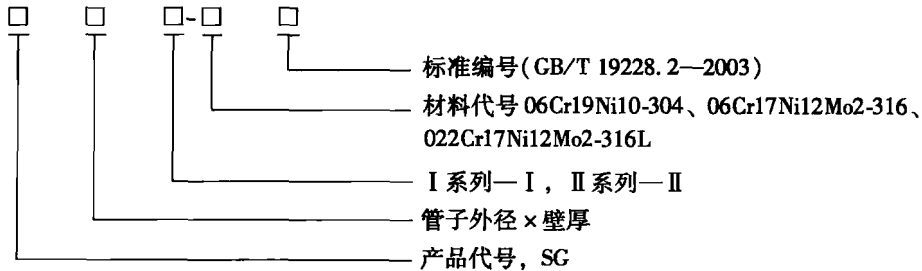 □ □ □-□ □
标准编号(GB/T 19228.2—2003)
材料代号 06Cr19Ni10-304、06Cr17Ni12Mo2-316、
022Cr17Ni12Mo2-316L
Ⅰ系列—Ⅰ，Ⅱ系列—Ⅱ
管子外径×壁厚
产品代号，SG